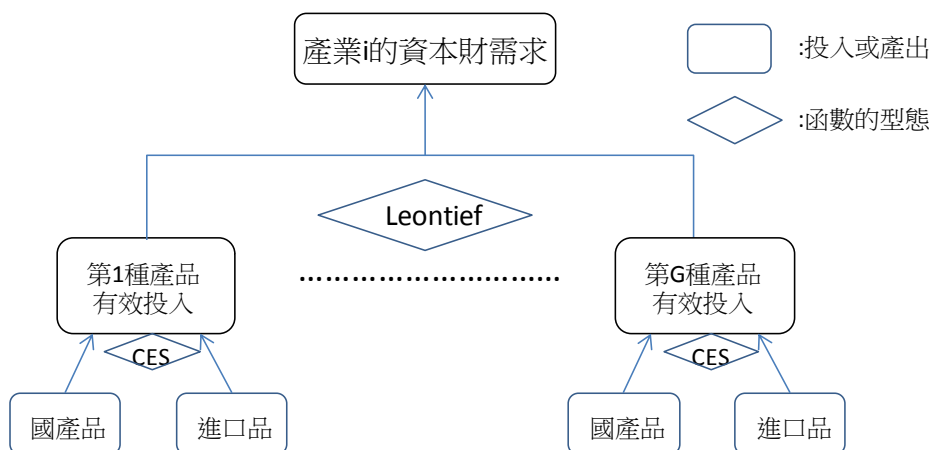 產業i的資本財需求
:投入或產出
:函數的型態
Leontief
第1種產品
有效投入
................................
第G種產品
有效投入
CES
CES
國產品
進口品
國產品
進口品